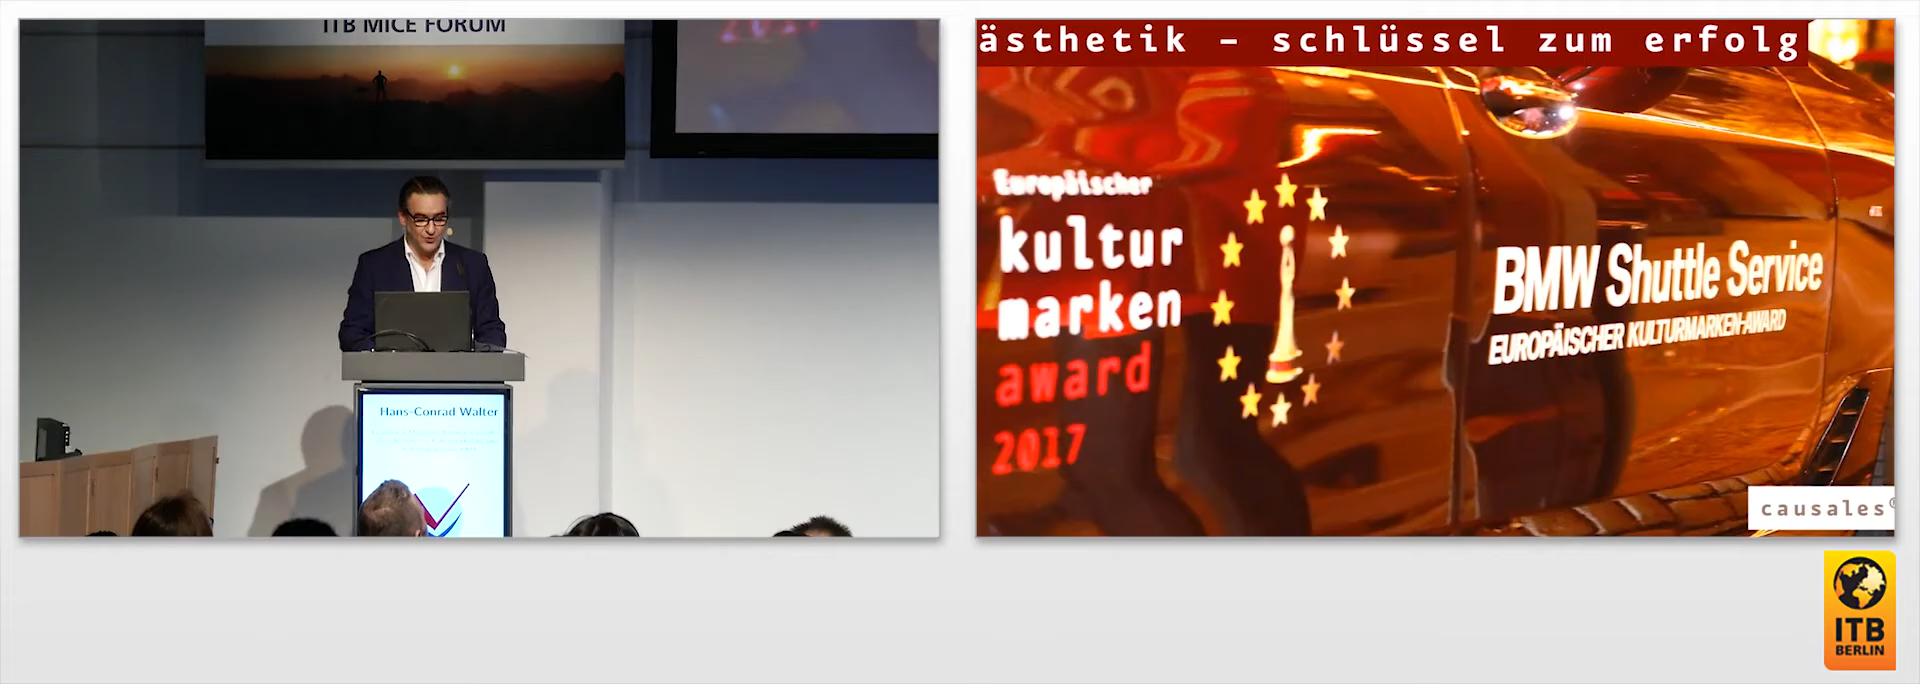 ITB MICE FORUM
Hans-Conrad Walter
ästhetik – schlüssel zum erfolg
Europäischer
kultur
marken
award
2017
BMW Shuttle Service
EUROPÄISCHER KULTURMARKEN-AWARD
causales®
ITB
BERLIN